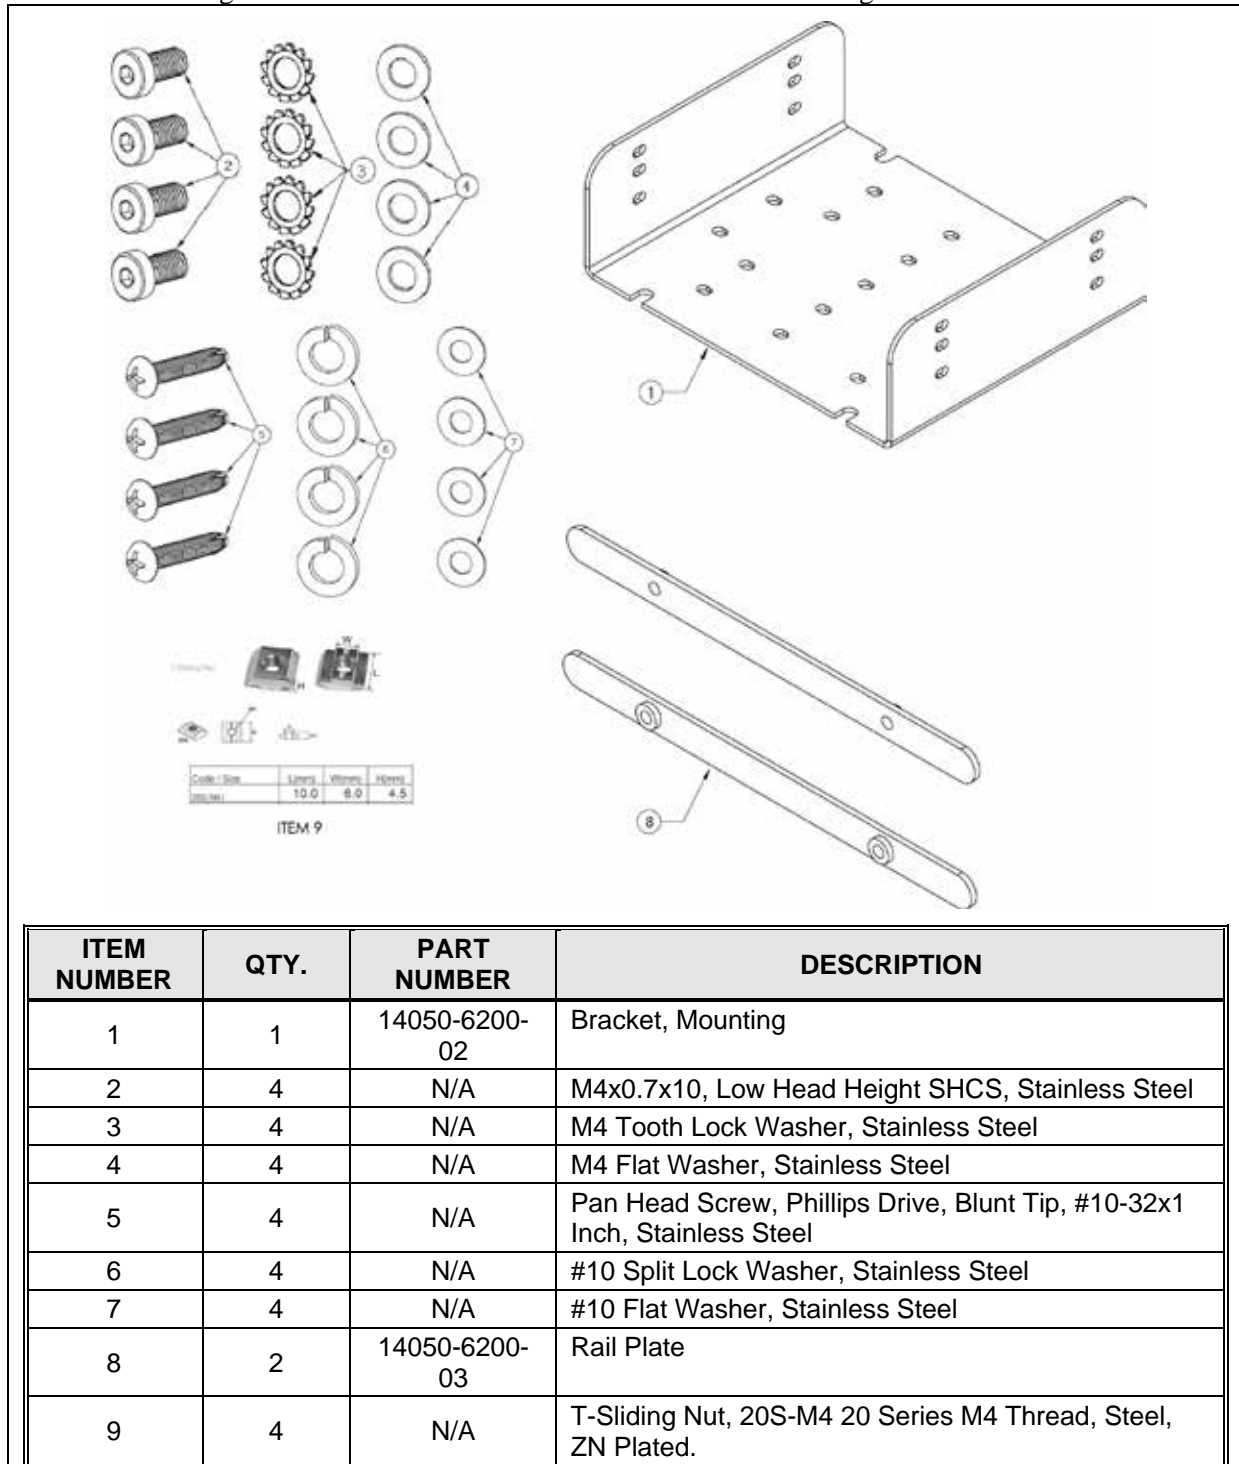 2
3
4
1
5
6
7
W
L
H
Code / Size L(mm) W(mm) H(mm)
10.0 6.0 4.5
ITEM 9
8
ITEM NUMBER QTY. PART NUMBER DESCRIPTION
1 1 14050-6200-02 Bracket, Mounting
2 4 N/A M4x0.7x10, Low Head Height SHCS, Stainless Steel
3 4 N/A M4 Tooth Lock Washer, Stainless Steel
4 4 N/A M4 Flat Washer, Stainless Steel
5 4 N/A Pan Head Screw, Phillips Drive, Blunt Tip, #10-32x1
Inch, Stainless Steel
6 4 N/A #10 Split Lock Washer, Stainless Steel
7 4 N/A #10 Flat Washer, Stainless Steel
8 2 14050-6200-03 Rail Plate
9 4 N/A T-Sliding Nut, 20S-M4 20 Series M4 Thread, Steel,
ZN Plated.